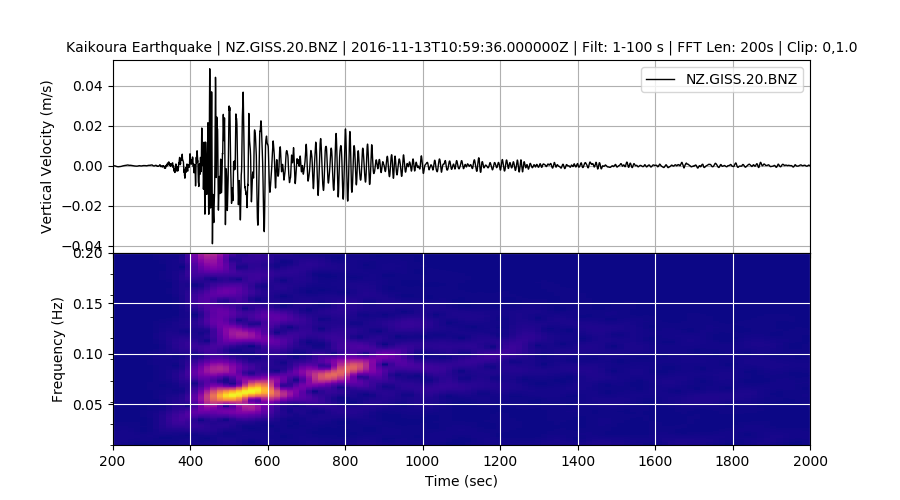 Kaikoura Earthquake | NZ.GISS.20.BNZ | 2016-11-13T10:59:36.000000Z | Filt: 1-100 s | FFT Len: 200s | Clip: 0,1.0
NZ.GISS.20.BNZ
Vertical Velocity (m/s)
0.04
0.02
0.00
−0.02
−0.04
Frequency (Hz)
0.20
0.15
0.10
0.05
200 400 600 800 1000 1200 1400 1600 1800 2000
Time (sec)